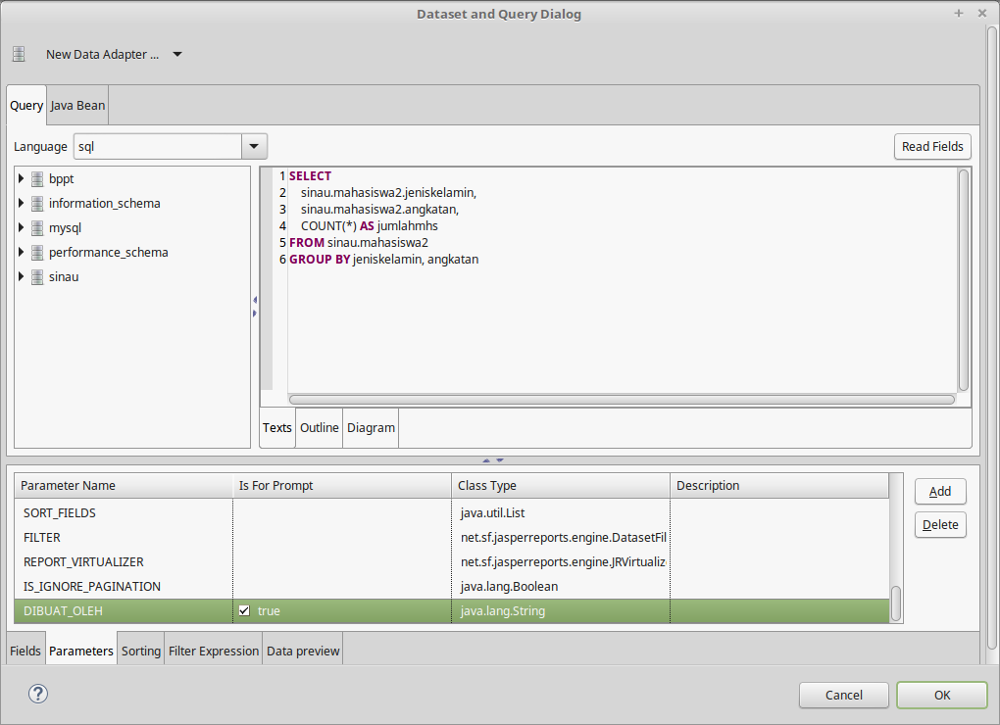 Dataset and Query Dialog
New Data Adapter ...
Query Java Bean
Language sql Read Fields
bppt
information_schema
mysql
performance_schema
sinau
1 SELECT
2 sinau.mahasiswa2.jeniskelamin,
3 sinau.mahasiswa2.angkatan,
4 COUNT(*) AS jumlahmhs
5 FROM sinau.mahasiswa2
6 GROUP BY jeniskelamin, angkatan
Texts Outline Diagram
Parameter Name Is For Prompt Class Type Description
SORT_FIELDS java.util.List
FILTER net.sf.jasperreports.engine.DatasetFil
REPORT_VIRTUALIZER net.sf.jasperreports.engine.JRVirtualize
IS_IGNORE_PAGINATION java.lang.Boolean
DIBUAT_OLEH true java.lang.String
Add
Delete
Fields Parameters Sorting Filter Expression Data preview
? Cancel OK